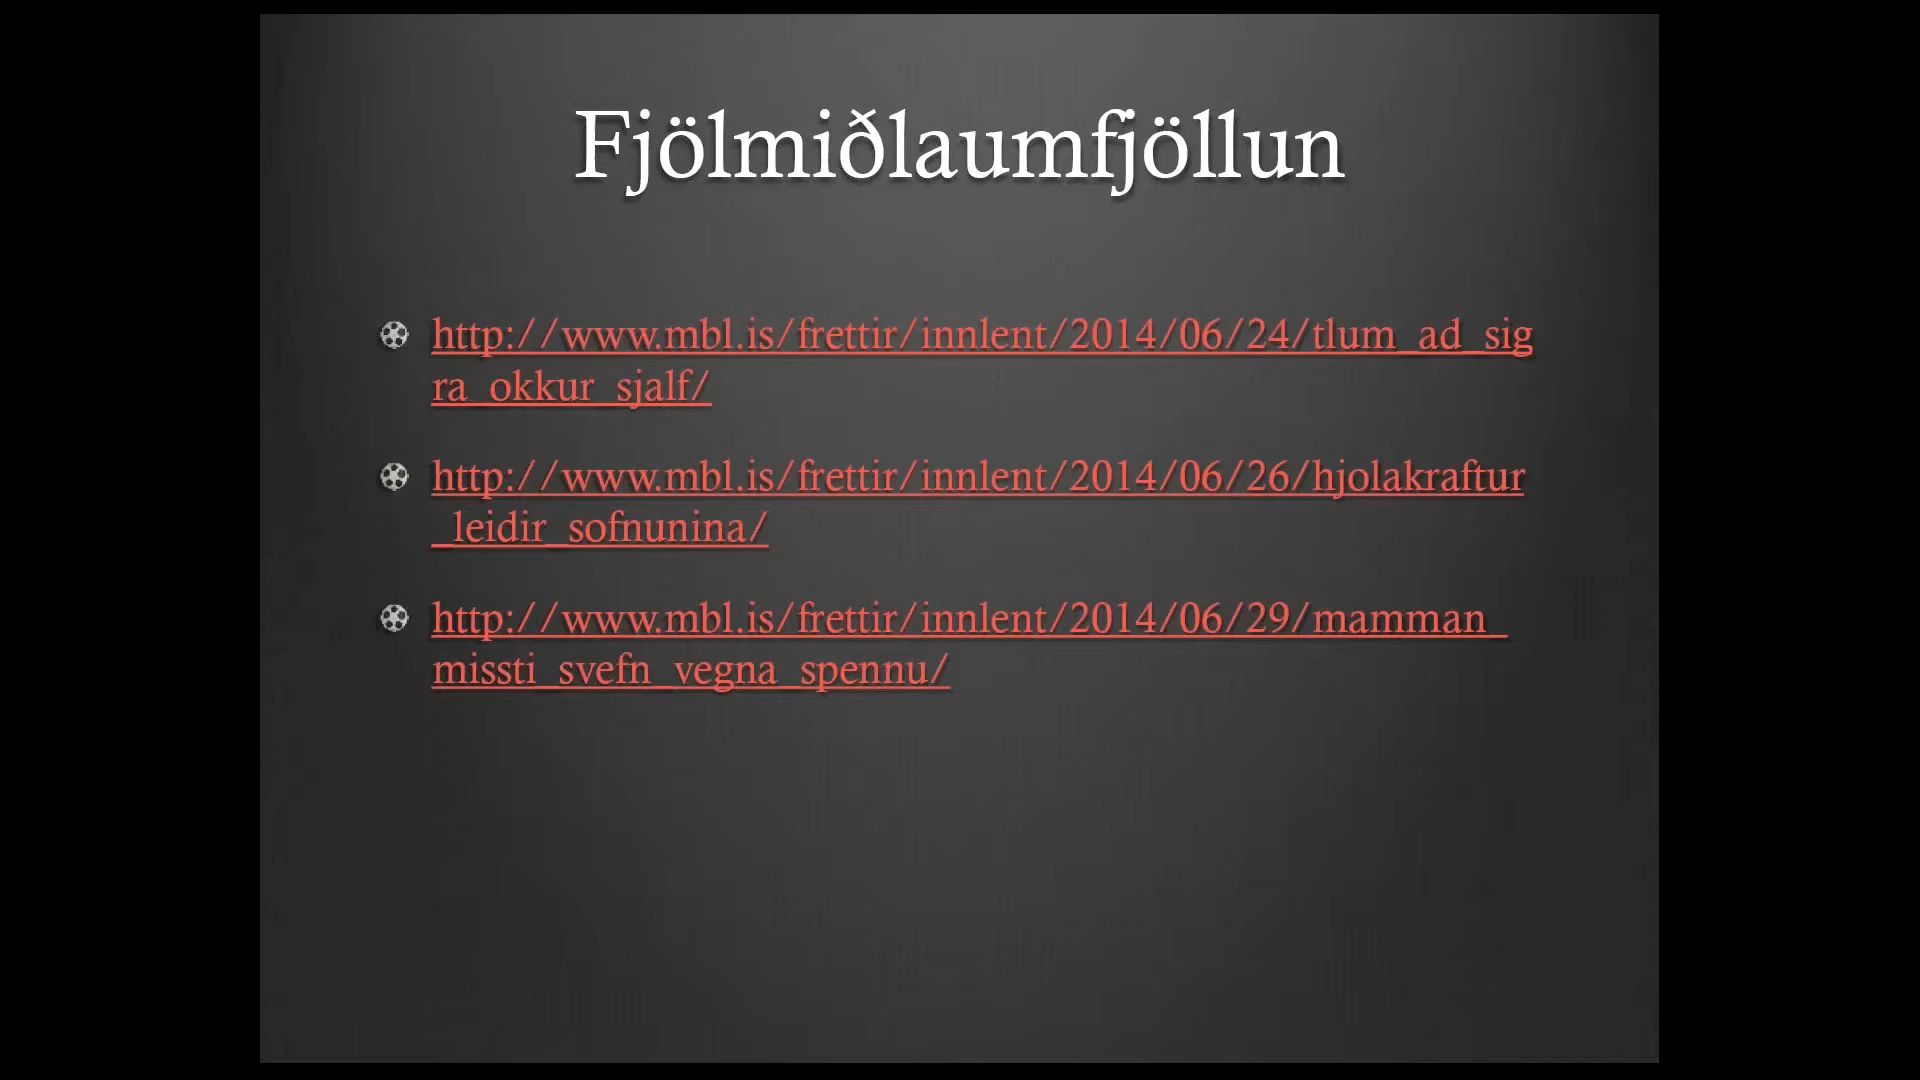 Fjölmiðlaumfjöllun
http://www.mbl.is/frettir/innlent/2014/06/24/tlum_ad_sig
ra_okkur_sjalf/
http://www.mbl.is/frettir/innlent/2014/06/26/hjolakraftur
_leidir_sofnunina/
http://www.mbl.is/frettir/innlent/2014/06/29/mamman_
missti_svefn_vegna_spennu/